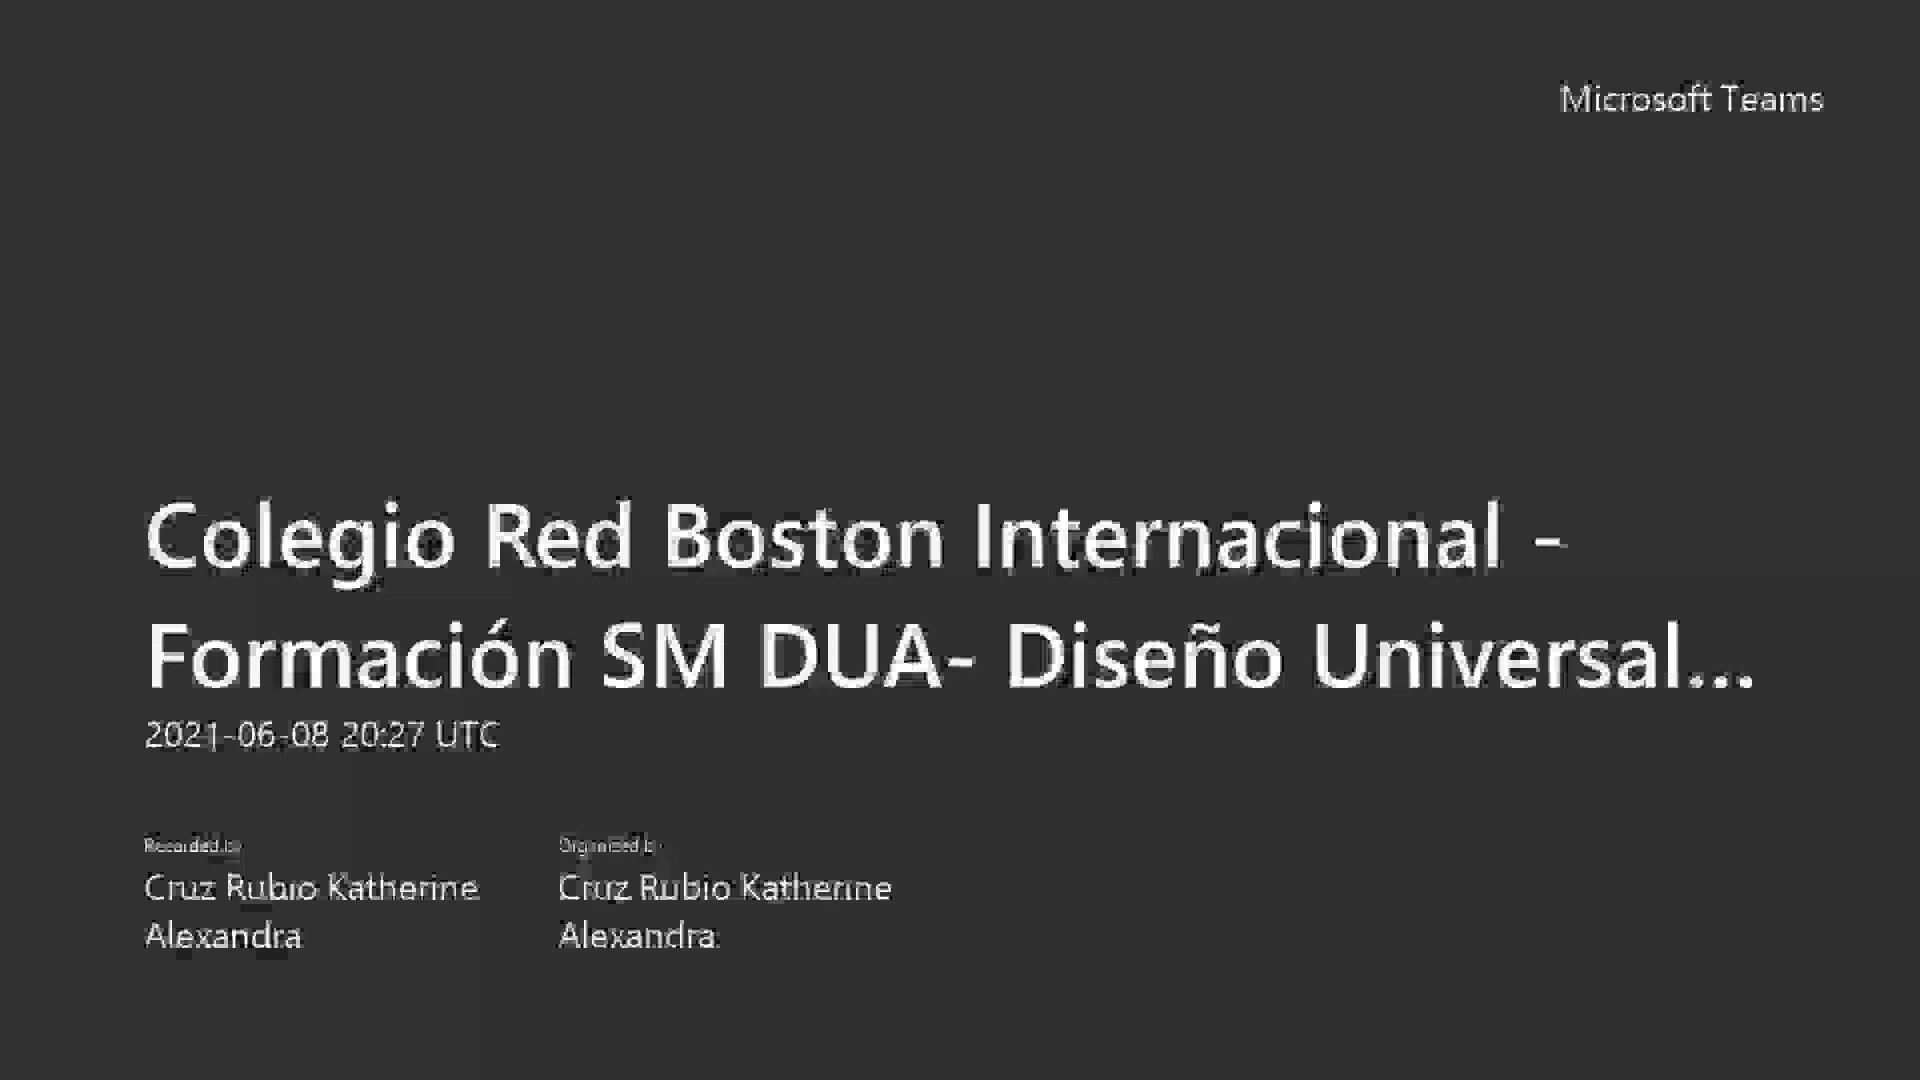 Microsoft Teams
Colegio Red Boston Internacional -
Formación SM DUA- Diseño Universal...
2021-06-08 20:27 UTC
Recorded by
Organized by
Cruz Rubio Katherine
Cruz Rubio Katherine
Alexandra
Alexandra